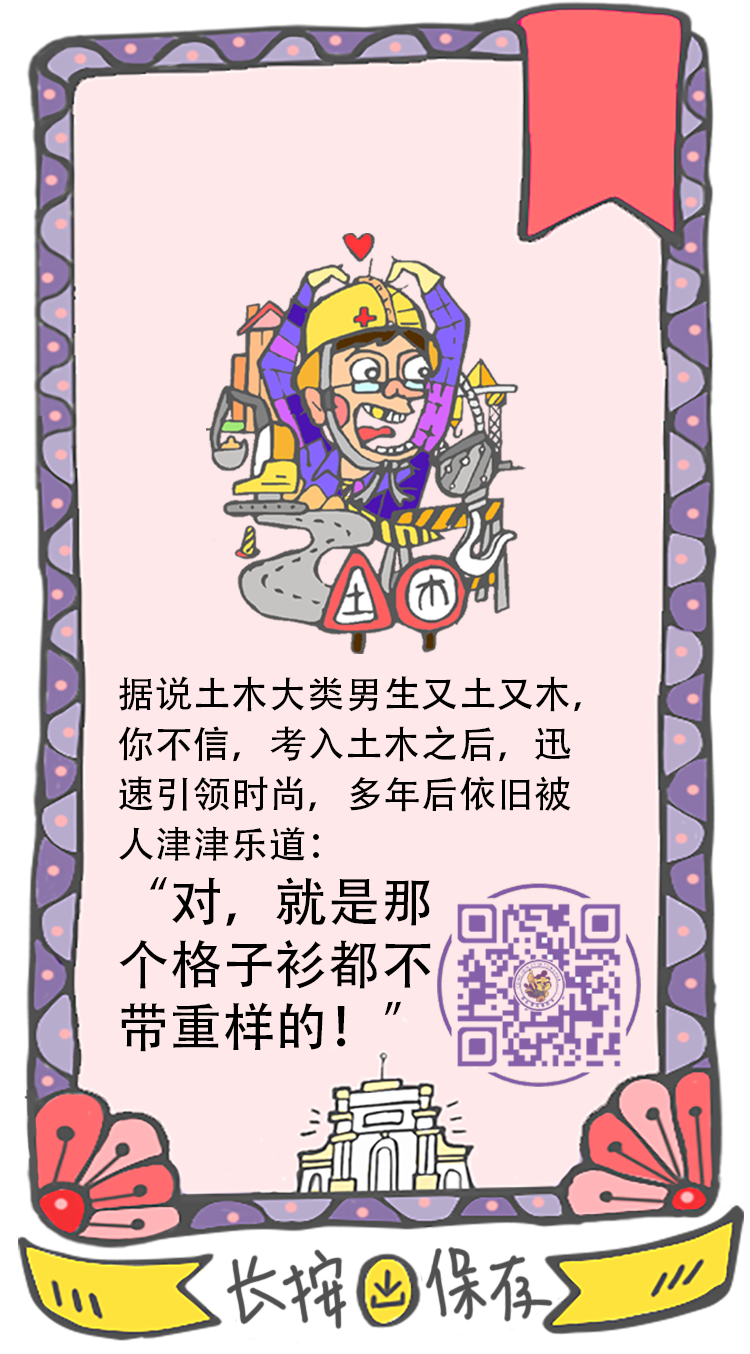 土 木
据说土木大类男生又土又木，
你不信，考入土木之后，迅
速引领时尚，多年后依旧被
人津津乐道：
“对，就是那
个格子衫都不
带重样的！”
长按 保存